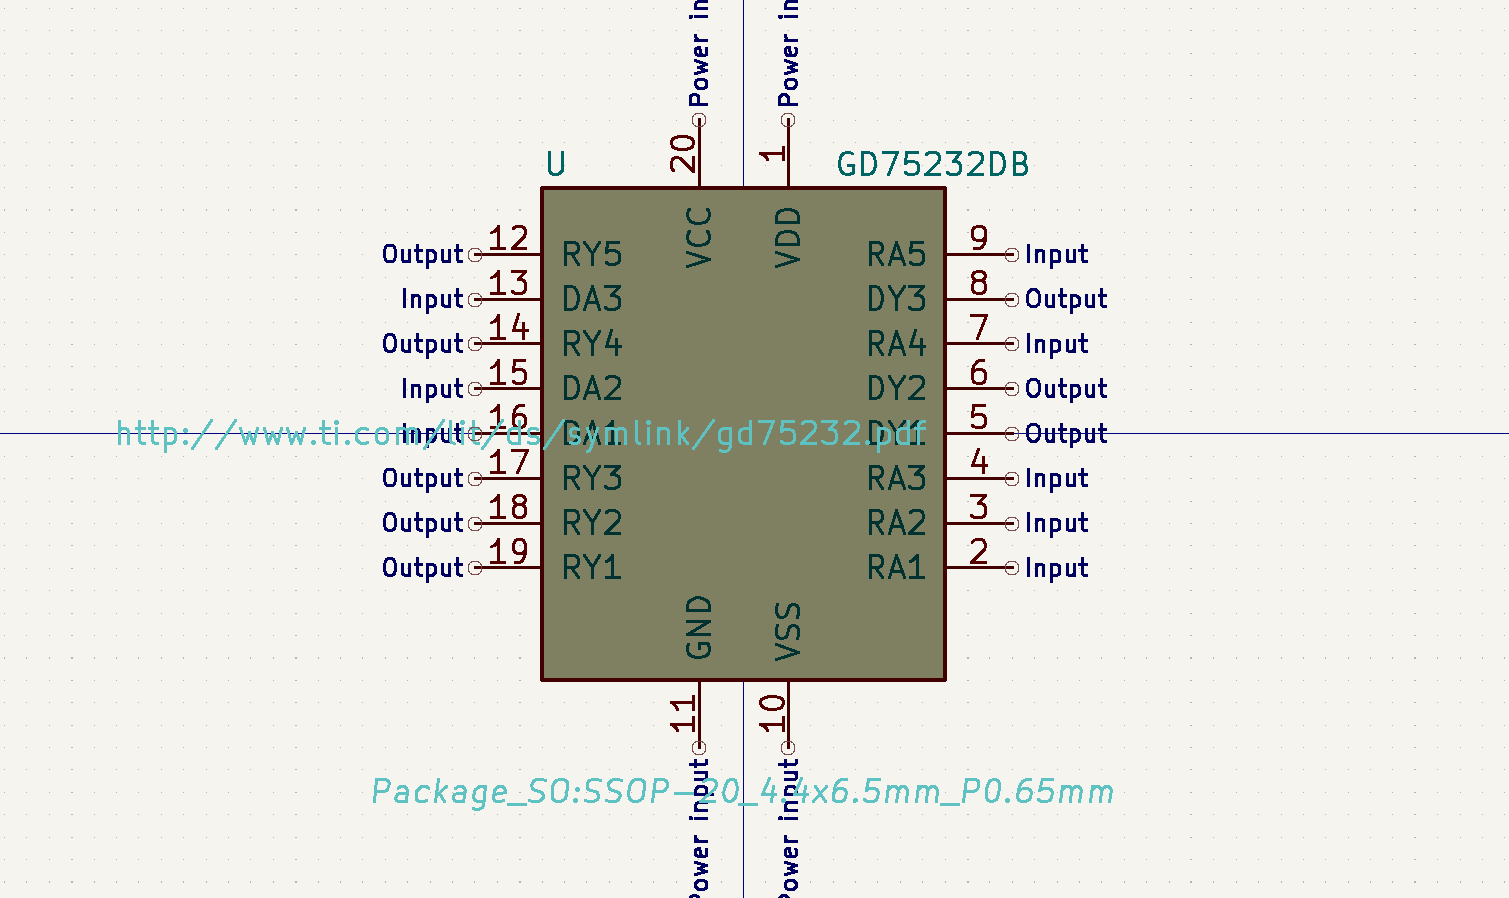 Power in
Power in
20
1
U
GD75232DB
VCC
VDD
Output 12 RY5
RA5 9 Input
Input 13 DA3
DY3 8 Output
Output 14 RY4
RA4 7 Input
Input 15 DA2
DY2 6 Output
Input 16 DA1
DY1 5 Output
http://www.ti.com/lit/ds/symlink/gd75232.pdf
Output 17 RY3
RA3 4 Input
Output 18 RY2
RA2 3 Input
Output 19 RY1
RA1 2 Input
GND
VSS
11
10
Power input
Power input
Package_SO:SSOP-20_4.4x6.5mm_P0.65mm